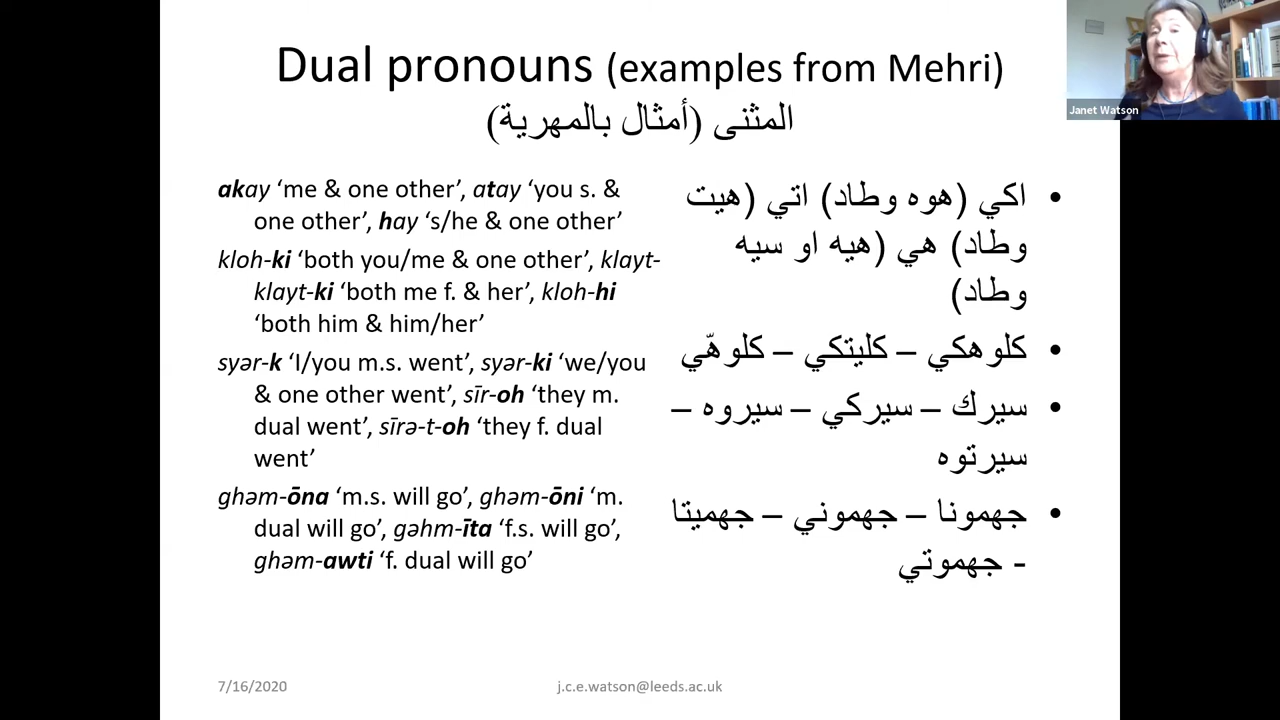 Dual pronouns (examples from Mehri)
المثنى (أمثال بالمهرية)
akay ‘me & one other’, atay ‘you s. &
one other’, hay ‘s/he & one other’
kloh-ki ‘both you/me & one other’, klayt-
klayt-ki ‘both me f. & her’, kloh-hi
‘both him & him/her’
syər-k ‘I/you m.s. went’, syər-ki ‘we/you
& one other went’, sīr-oh ‘they m.
dual went’, sīrə-t-oh ‘they f. dual
went’
ghəm-ōna ‘m.s. will go’, ghəm-ōni ‘m.
dual will go’, gəhm-īta ‘f.s. will go’,
ghəm-awti ‘f. dual will go’
• اكي (هوه وطاد) اتي (هيت
وطاد) هي (هيه او سيه
وطاد)
• كلوهكي – كليتكي – كلوهّي
• سيرك – سيركي – سيروه –
سيرتوه
• جهمونا – جهموني – جهميتا
- جهموتي
7/16/2020
j.c.e.watson@leeds.ac.uk
Janet Watson